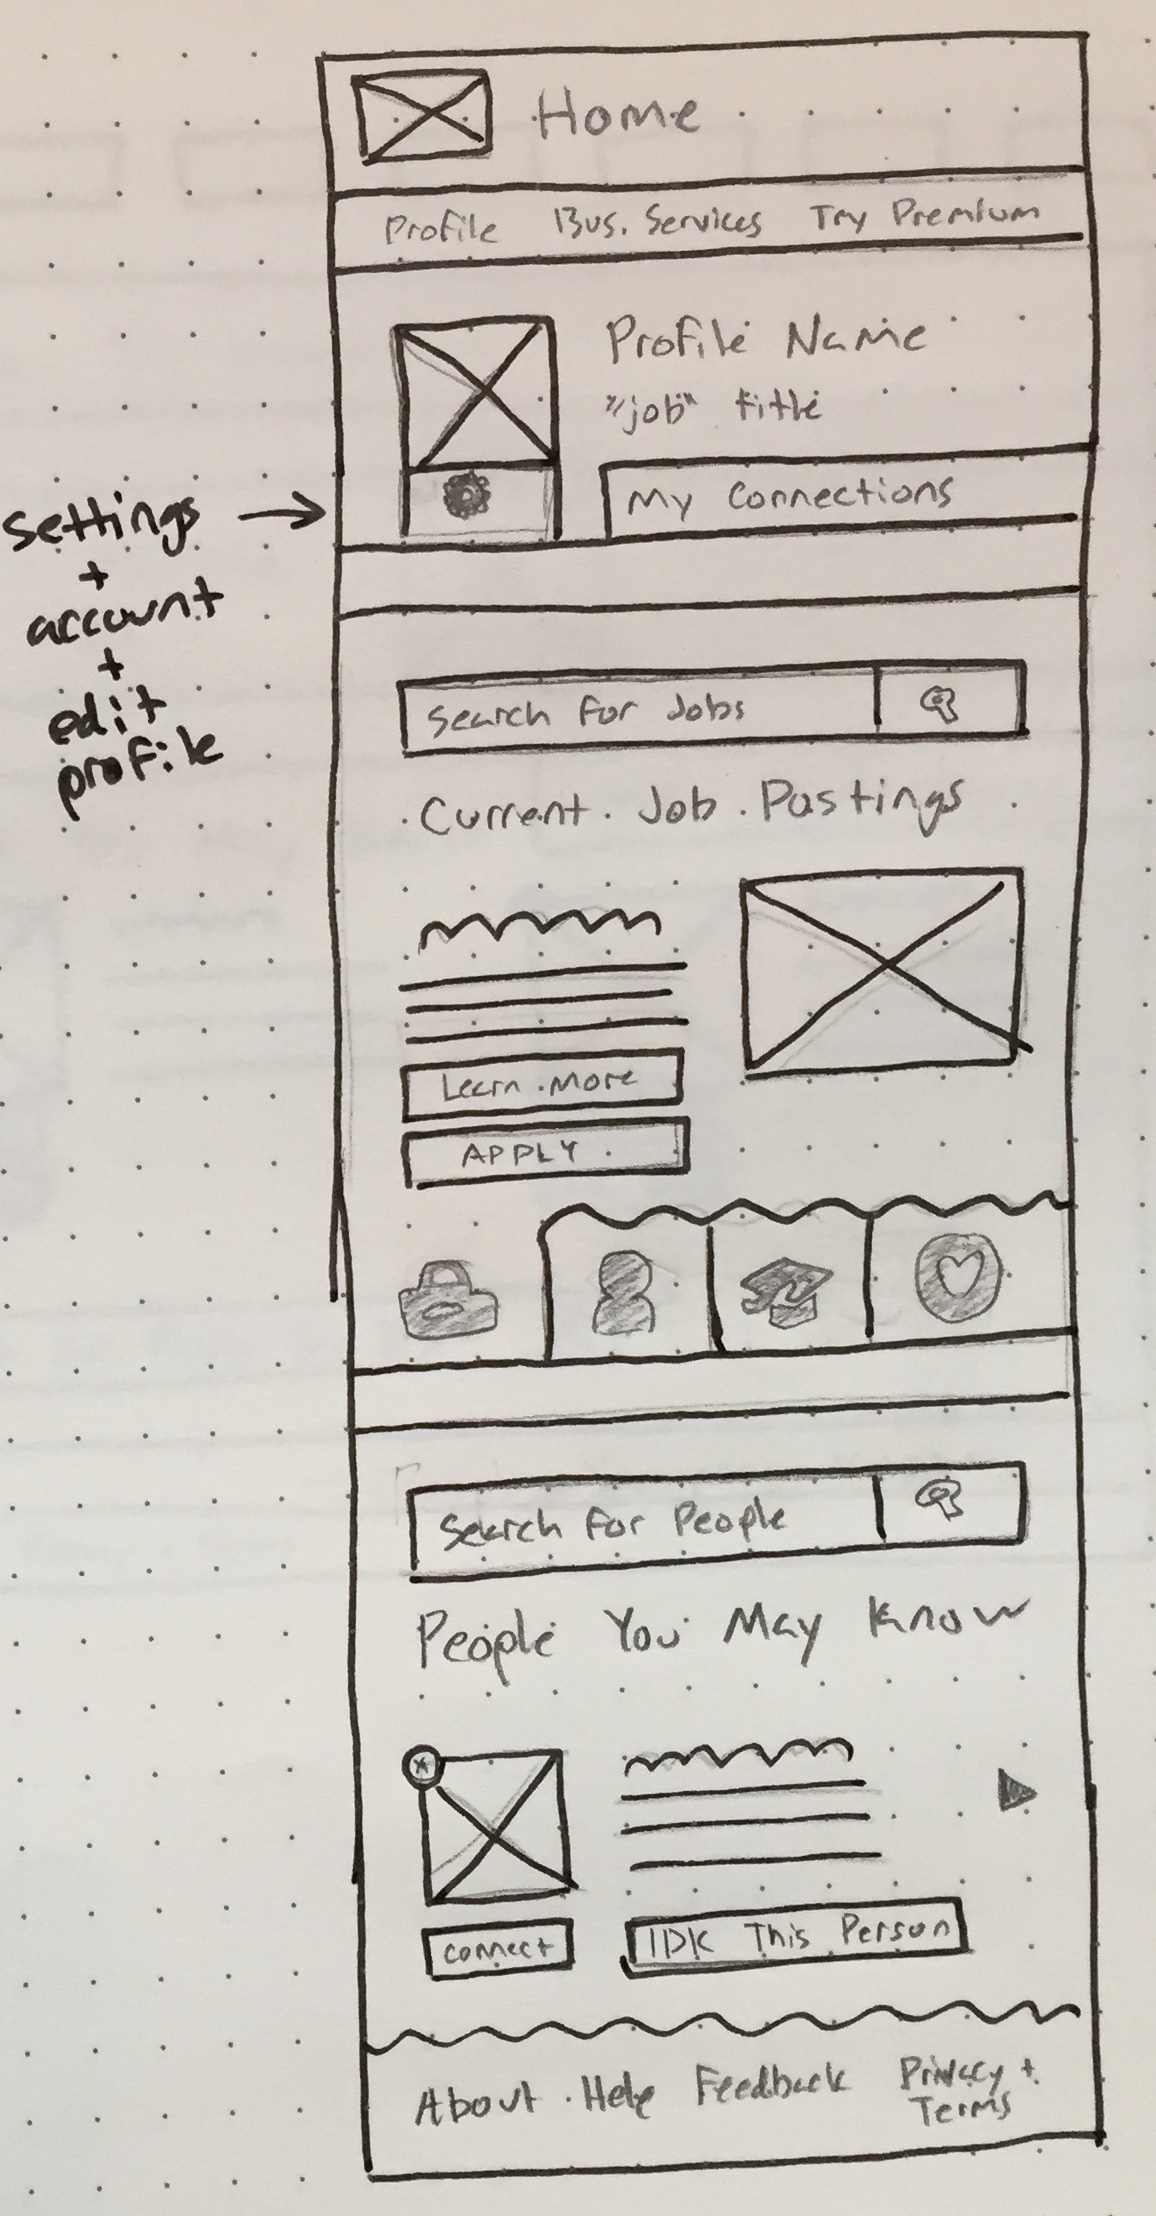 Home
Profile Bus. Services Try Premium
Profile Name
"job" title
My Connections
settings
+
account
+
edit
profile
Search For Jobs
Current Job Postings
Learn More
APPLY
Search For People
People You May Know
x
connect
IDK This Person
About Help Feedback Privacy +
Terms